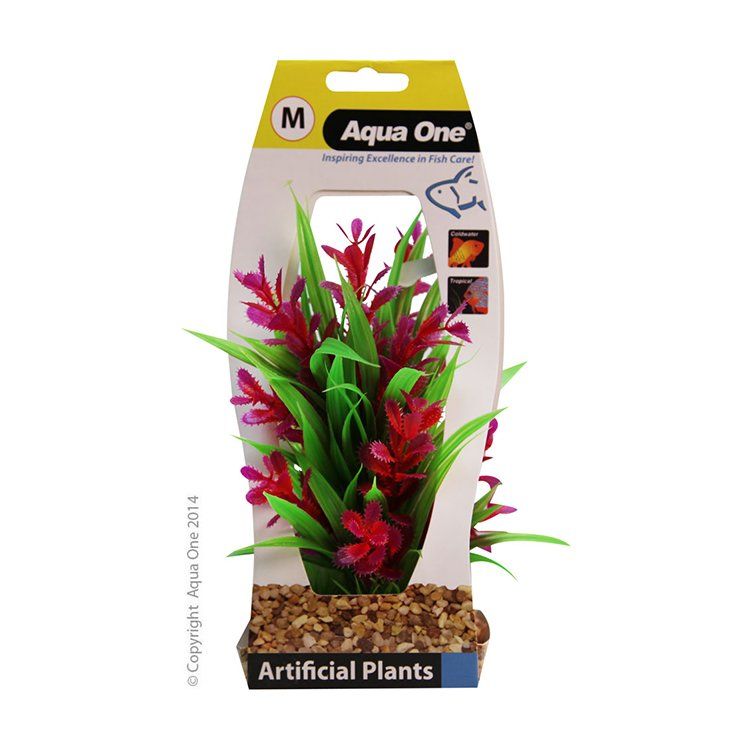 M
Aqua One®
Inspiring Excellence in Fish Care!
Coldwater
Tropical
© Copyright Aqua One 2014
Artificial Plants